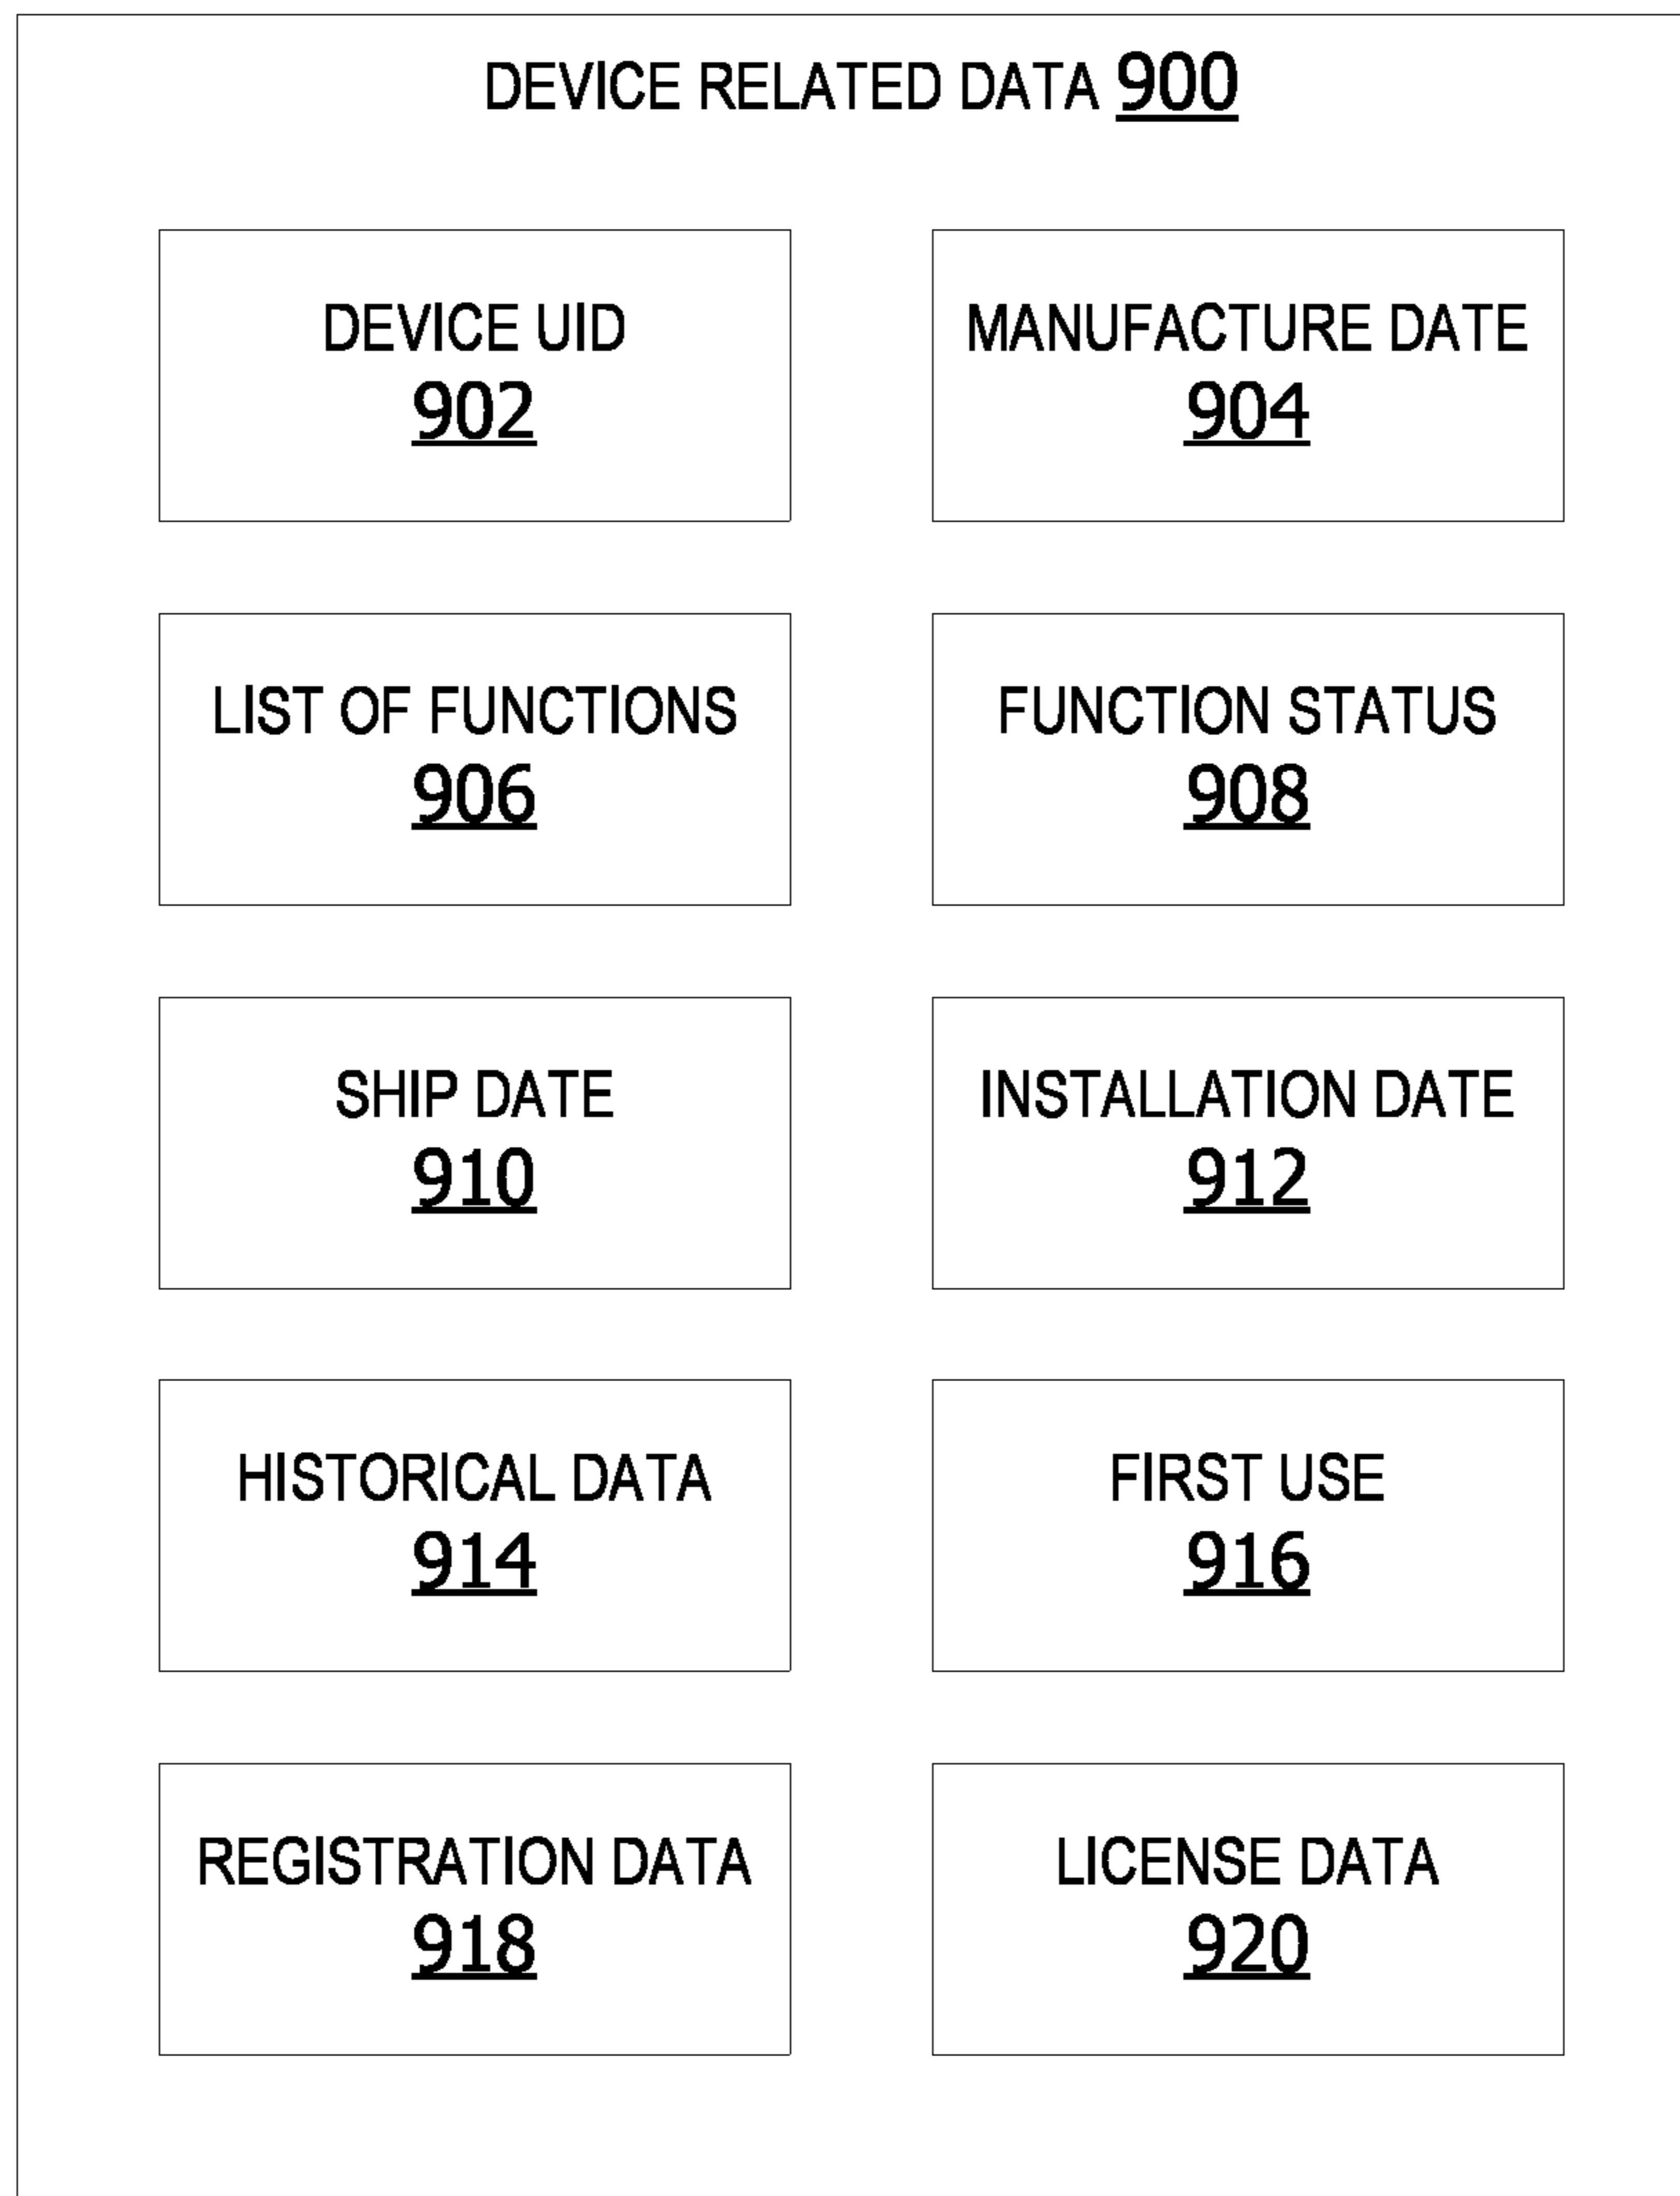 DEVICE RELATED DATA 900
DEVICE UID
902
MANUFACTURE DATE
904
LIST OF FUNCTIONS
906
FUNCTION STATUS
908
SHIP DATE
910
INSTALLATION DATE
912
HISTORICAL DATA
914
FIRST USE
916
REGISTRATION DATA
918
LICENSE DATA
920